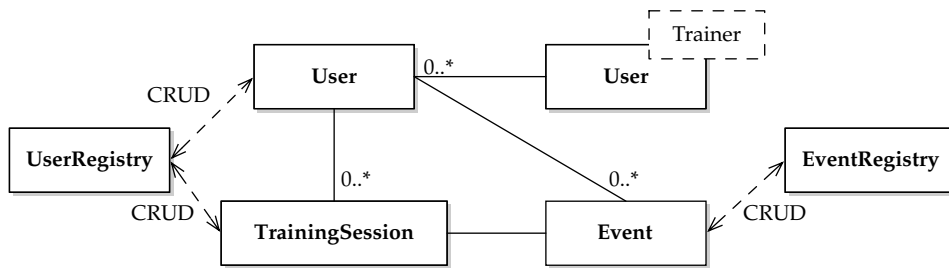 Trainer
User
0..*
User
CRUD
UserRegistry
EventRegistry
0..*
0..*
CRUD
CRUD
TrainingSession
Event